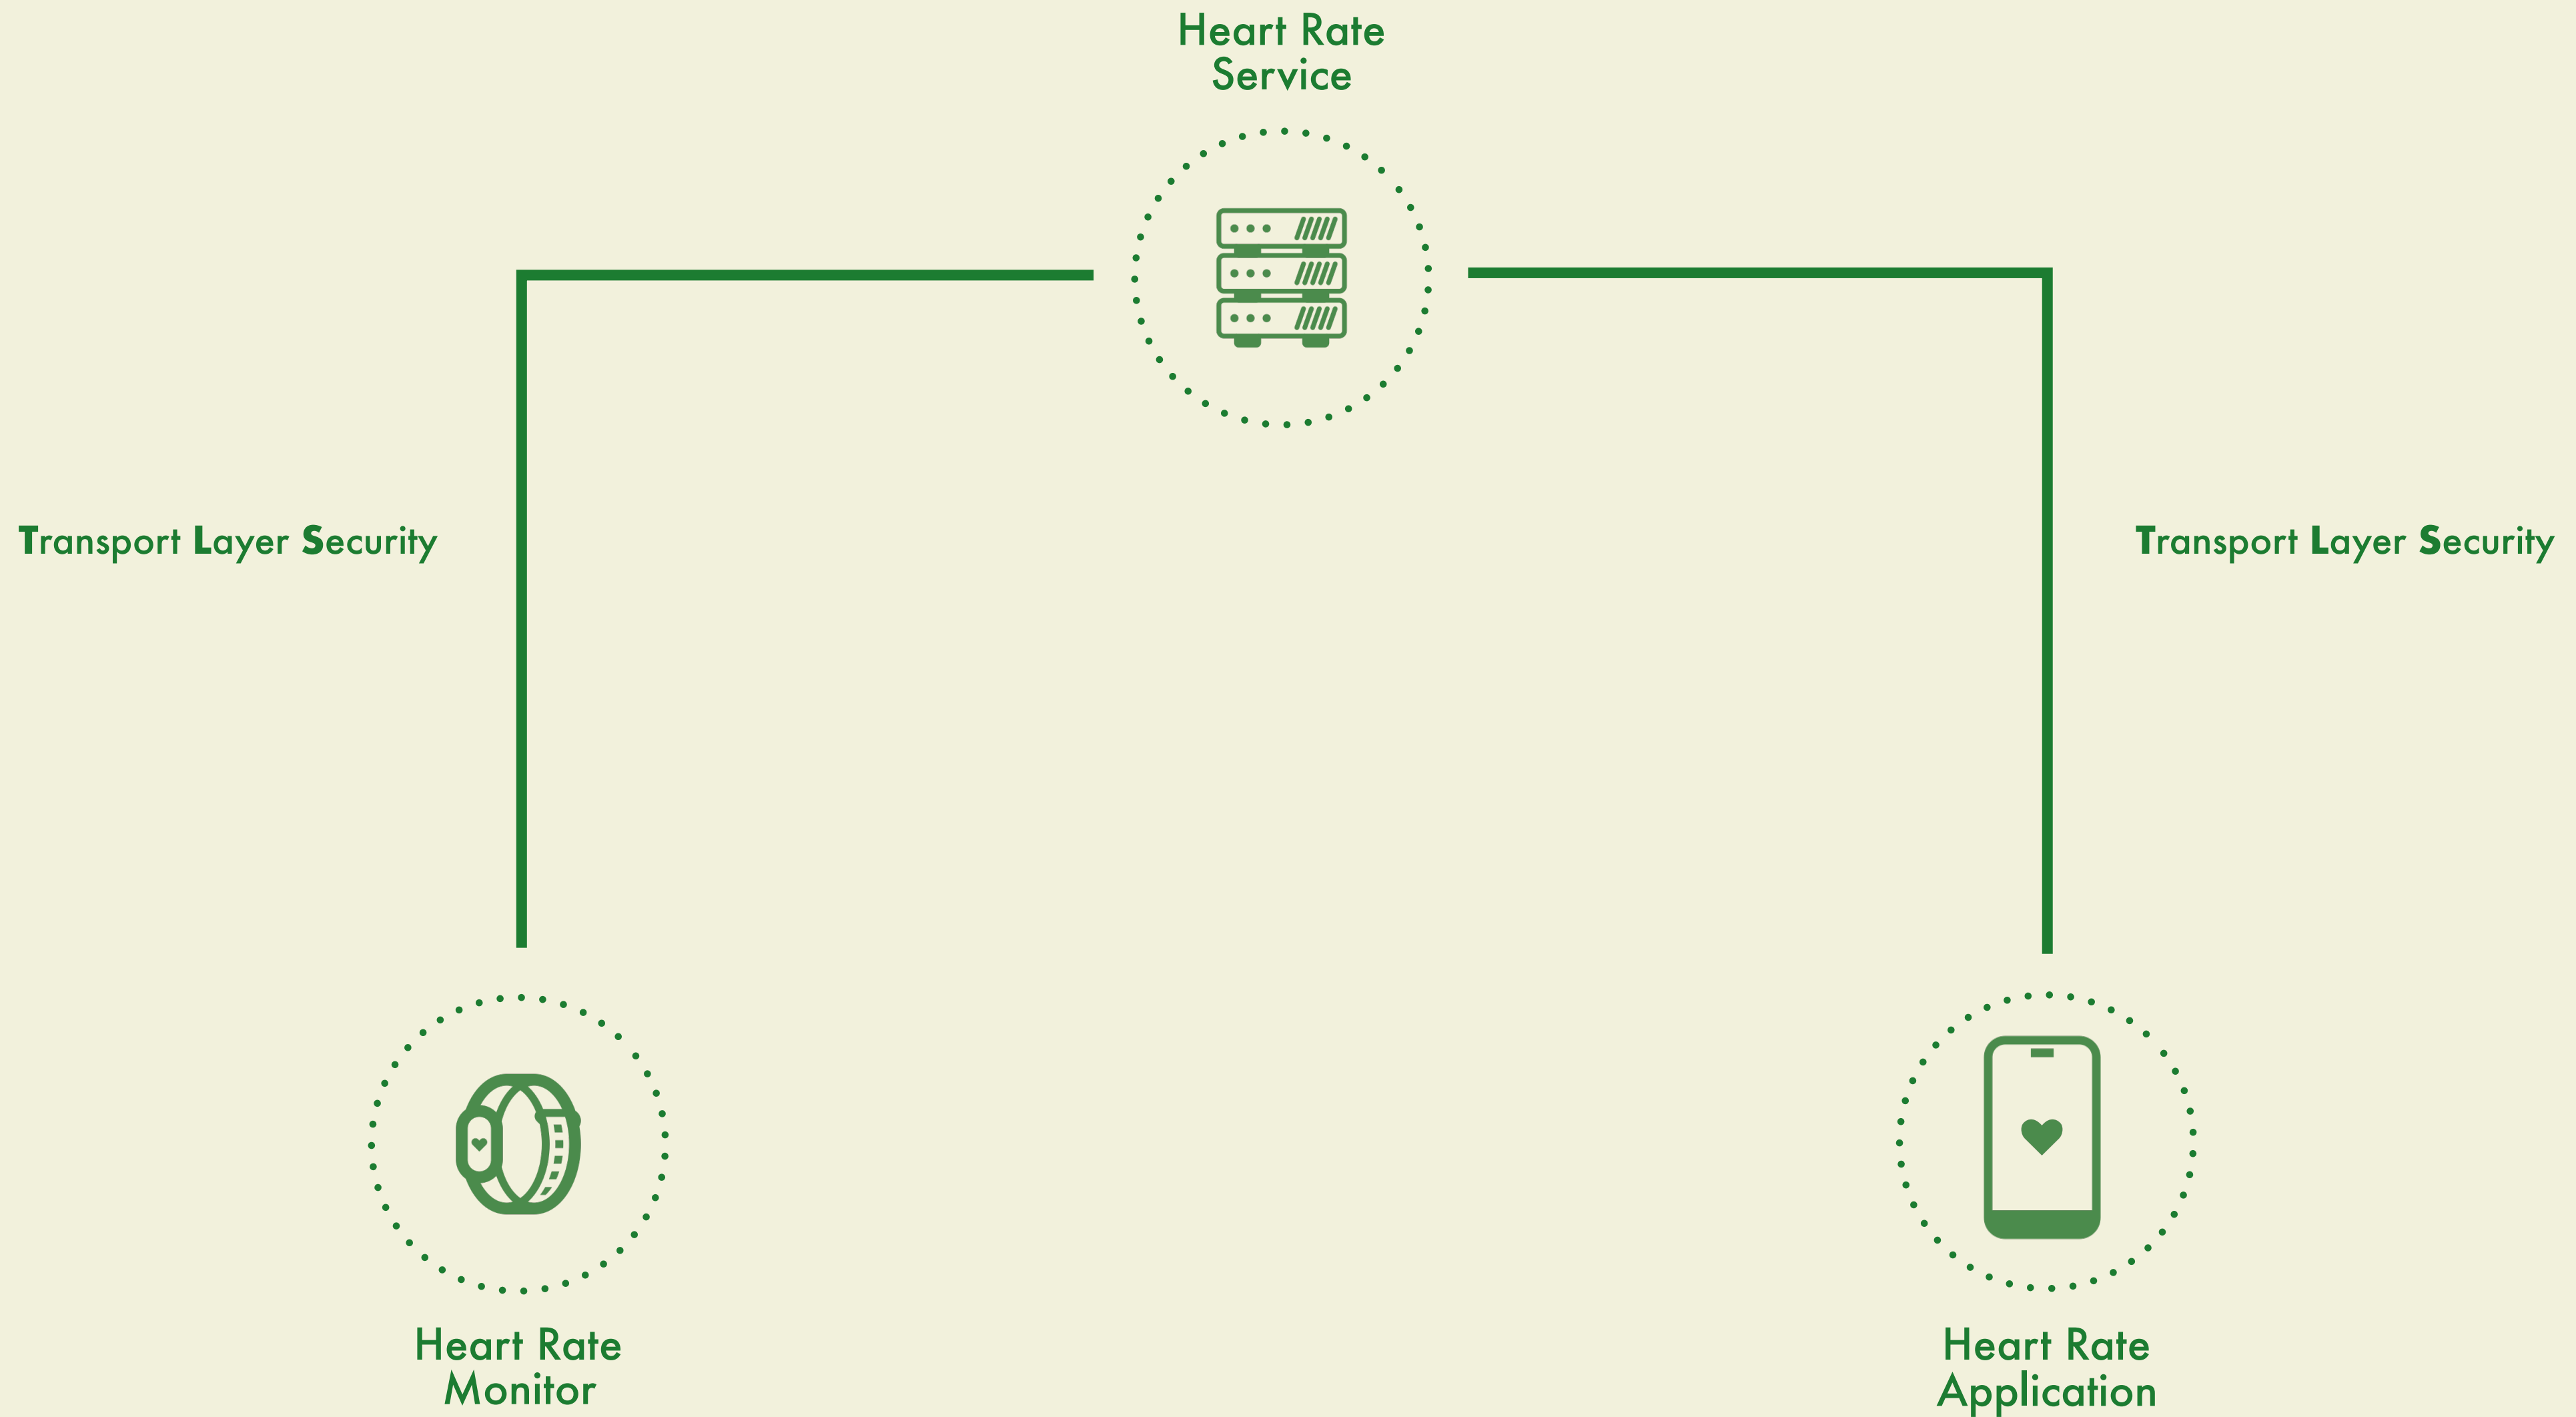 Heart Rate
Service
Transport Layer Security
Transport Layer Security
Heart Rate
Monitor
Heart Rate
Application